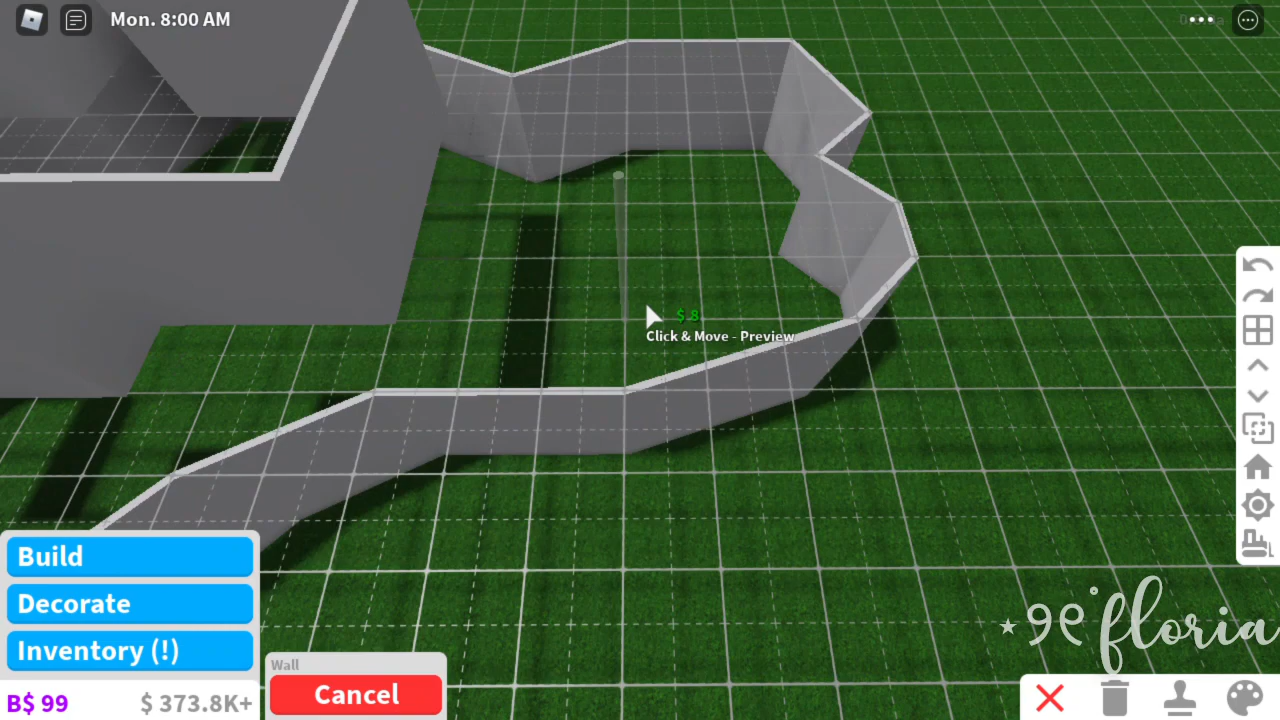 Mon. 8:00 AM
$ 8
Click & Move - Preview
Build
Decorate
Inventory (!)
B$ 99
$ 373.8K+
Wall
Cancel
floria